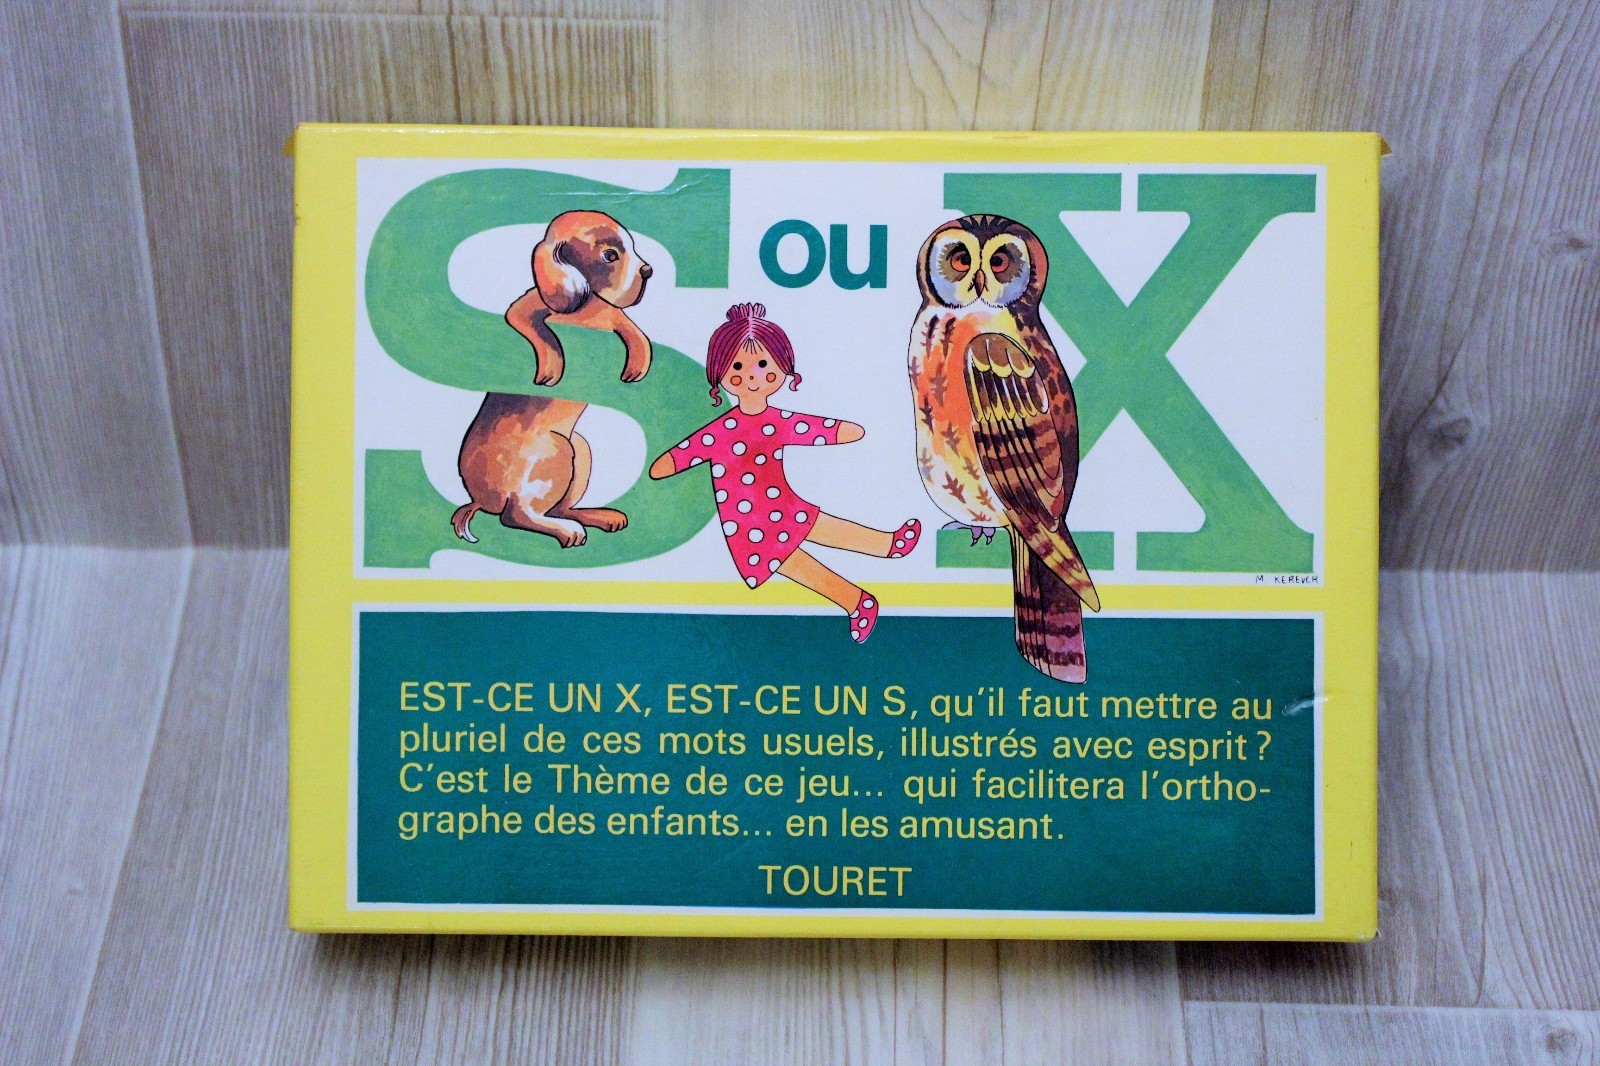 S ou X
M KEREVER
EST-CE UN X, EST-CE UN S, qu'il faut mettre au
pluriel de ces mots usuels, illustrés avec esprit?
C'est le Thème de ce jeu... qui facilitera l'ortho-
graphe des enfants... en les amusant.
TOURET